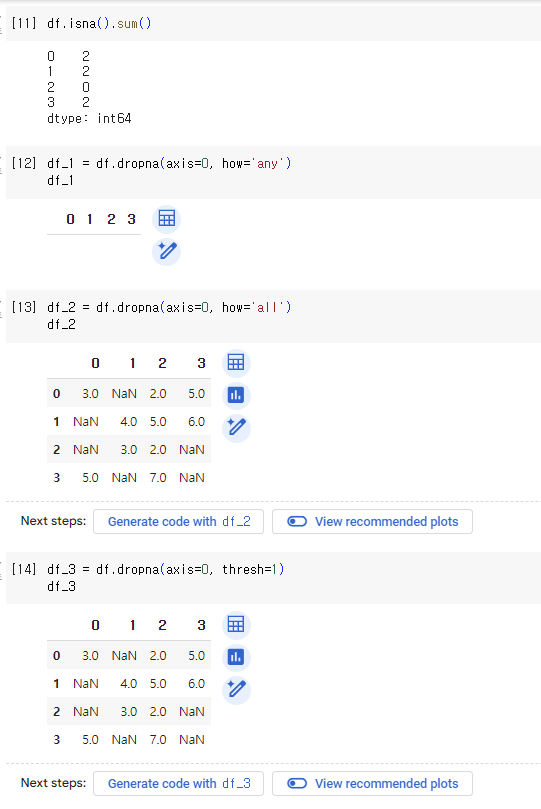 [11] df.isna().sum()
0 2
1 2
2 0
3 2
dtype: int64
[12] df_1 = df.dropna(axis=0, how='any')
df_1
0 1 2 3
[13] df_2 = df.dropna(axis=0, how='all')
df_2
0 1 2 3
0 3.0 NaN 2.0 5.0
1 NaN 4.0 5.0 6.0
2 NaN 3.0 2.0 NaN
3 5.0 NaN 7.0 NaN
Next steps: Generate code with df_2 View recommended plots
[14] df_3 = df.dropna(axis=0, thresh=1)
df_3
0 1 2 3
0 3.0 NaN 2.0 5.0
1 NaN 4.0 5.0 6.0
2 NaN 3.0 2.0 NaN
3 5.0 NaN 7.0 NaN
Next steps: Generate code with df_3 View recommended plots